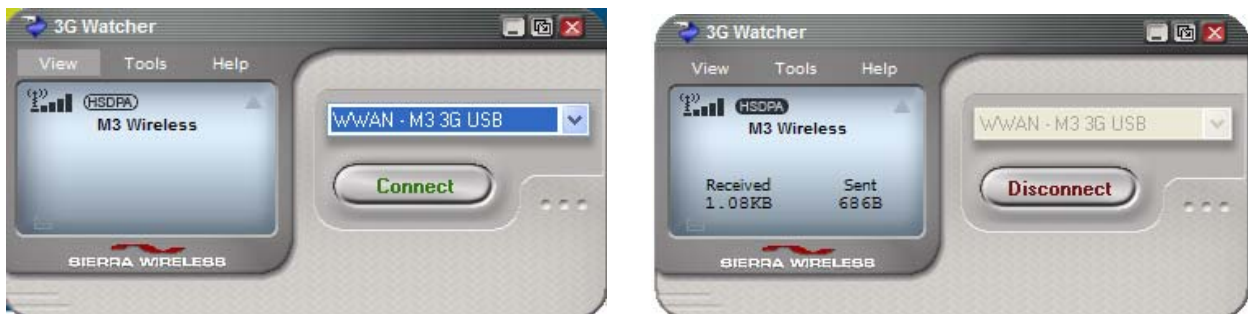 3G Watcher
View Tools Help
HSDPA
M3 Wireless
WWAN - M3 3G USB
Connect
SIERRA WIRELESS
3G Watcher
View Tools Help
HSDPA
M3 Wireless
Received Sent
1.08KB 686B
WWAN - M3 3G USB
Disconnect
SIERRA WIRELESS